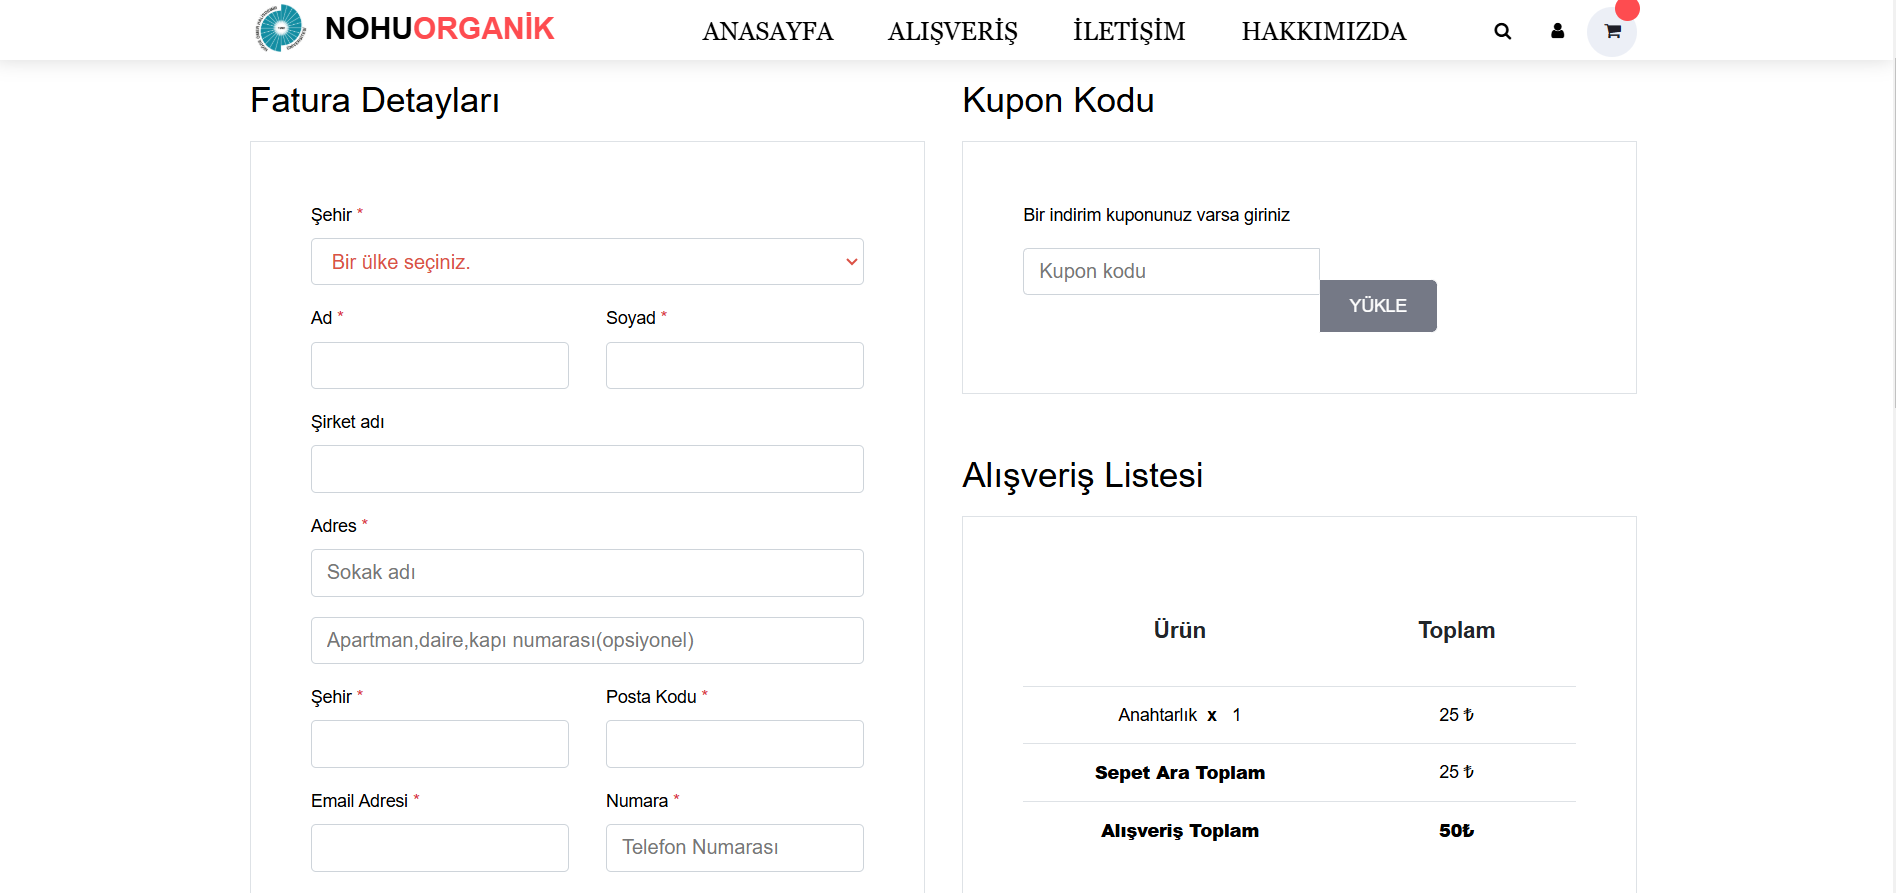 NOHUORGANİK
ANASAYFA
ALIŞVERİŞ
İLETİŞİM
HAKKIMIZDA
Fatura Detayları
Şehir *
Bir ülke seçiniz.
Ad *
Soyad *
Şirket adı
Adres *
Sokak adı
Apartman,daire,kapı numarası(opsiyonel)
Şehir *
Posta Kodu *
Email Adresi *
Numara *
Telefon Numarası
Kupon Kodu
Bir indirim kuponunuz varsa giriniz
Kupon kodu
YÜKLE
Alışveriş Listesi
Ürün Toplam
Anahtarlık x 1 25 ₺
Sepet Ara Toplam 25 ₺
Alışveriş Toplam 50₺